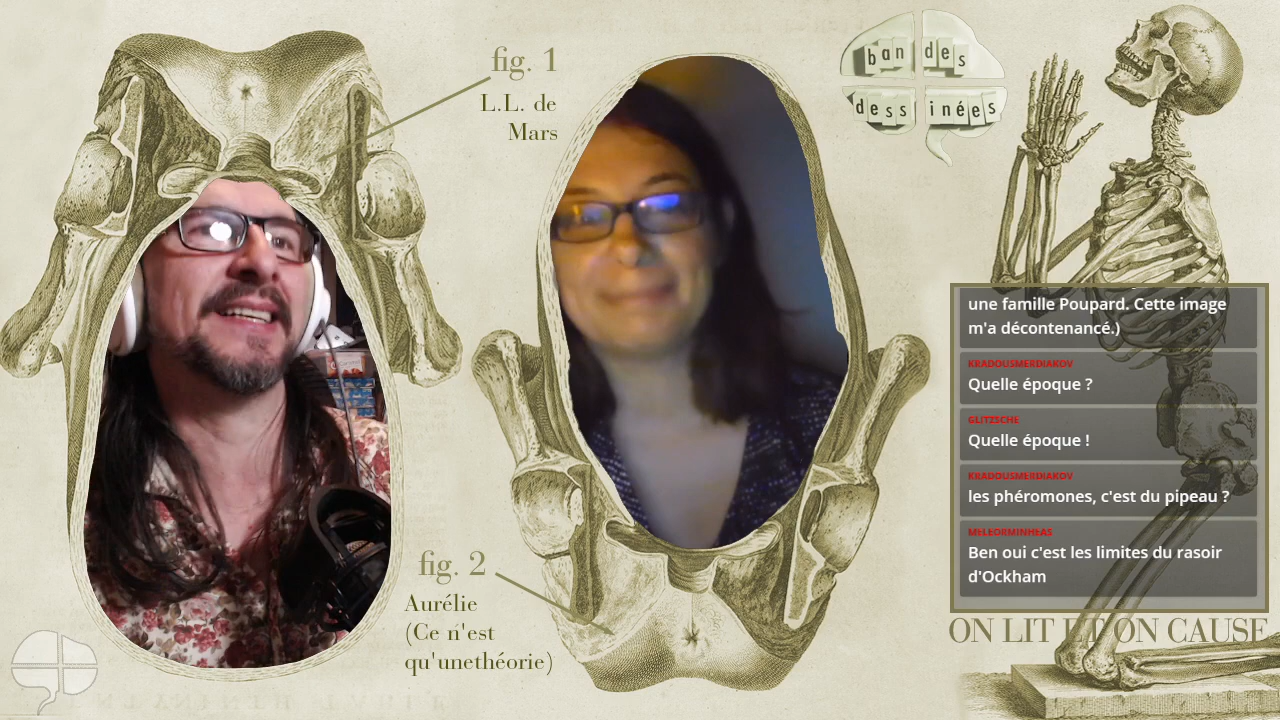 fig. 1
L.L. de
Mars
ban des
dess inées
une famille Poupard. Cette image
m'a décontenancé.)
KRADOUSMERDIAKOV
Quelle époque ?
GLITZSCHE
Quelle époque !
KRADOUSMERDIAKOV
les phéromones, c'est du pipeau ?
MELFORMINHEAS
Ben oui c'est les limites du rasoir
d'Ockham
fig. 2
Aurélie
(Ce n'est
qu'unethéorie)
ON LIT ET ON CAUSE